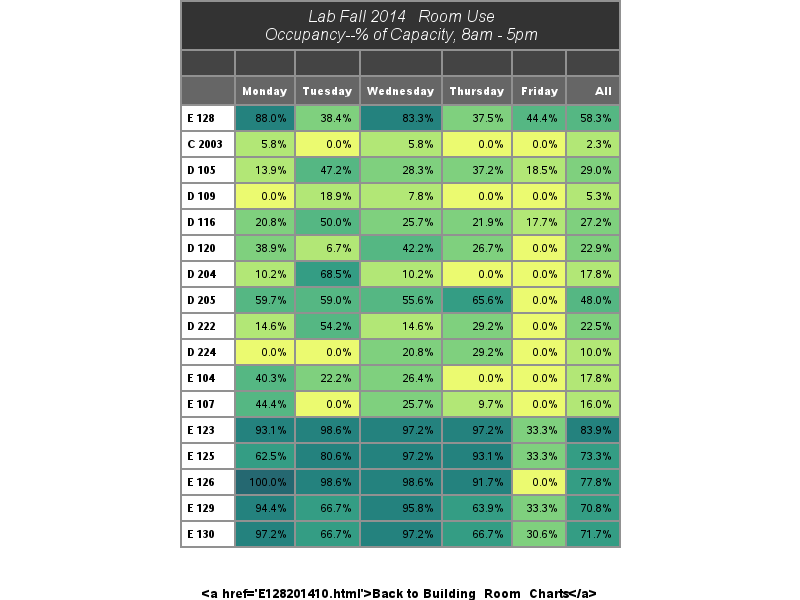 Lab Fall 2014 Room Use
Occupancy--% of Capacity, 8am - 5pm
Monday Tuesday Wednesday Thursday Friday All
E 128 88.0% 38.4% 83.3% 37.5% 44.4% 58.3%
C 2003 5.8% 0.0% 5.8% 0.0% 0.0% 2.3%
D 105 13.9% 47.2% 28.3% 37.2% 18.5% 29.0%
D 109 0.0% 18.9% 7.8% 0.0% 0.0% 5.3%
D 116 20.8% 50.0% 25.7% 21.9% 17.7% 27.2%
D 120 38.9% 6.7% 42.2% 26.7% 0.0% 22.9%
D 204 10.2% 68.5% 10.2% 0.0% 0.0% 17.8%
D 205 59.7% 59.0% 55.6% 65.6% 0.0% 48.0%
D 222 14.6% 54.2% 14.6% 29.2% 0.0% 22.5%
D 224 0.0% 0.0% 20.8% 29.2% 0.0% 10.0%
E 104 40.3% 22.2% 26.4% 0.0% 0.0% 17.8%
E 107 44.4% 0.0% 25.7% 9.7% 0.0% 16.0%
E 123 93.1% 98.6% 97.2% 97.2% 33.3% 83.9%
E 125 62.5% 80.6% 97.2% 93.1% 33.3% 73.3%
E 126 100.0% 98.6% 98.6% 91.7% 0.0% 77.8%
E 129 94.4% 66.7% 95.8% 63.9% 33.3% 70.8%
E 130 97.2% 66.7% 97.2% 66.7% 30.6% 71.7%
<a href='E128201410.html'>Back to Building_Room_Charts</a>